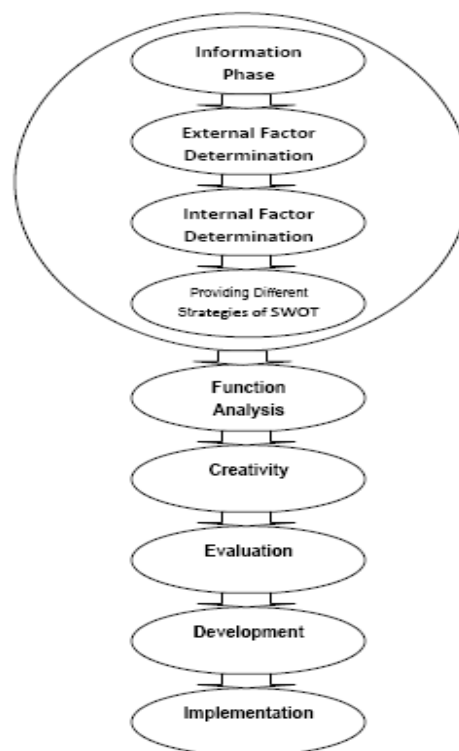 Information
Phase
External Factor
Determination
Internal Factor
Determination
Providing Different
Strategies of SWOT
Function
Analysis
Creativity
Evaluation
Development
Implementation